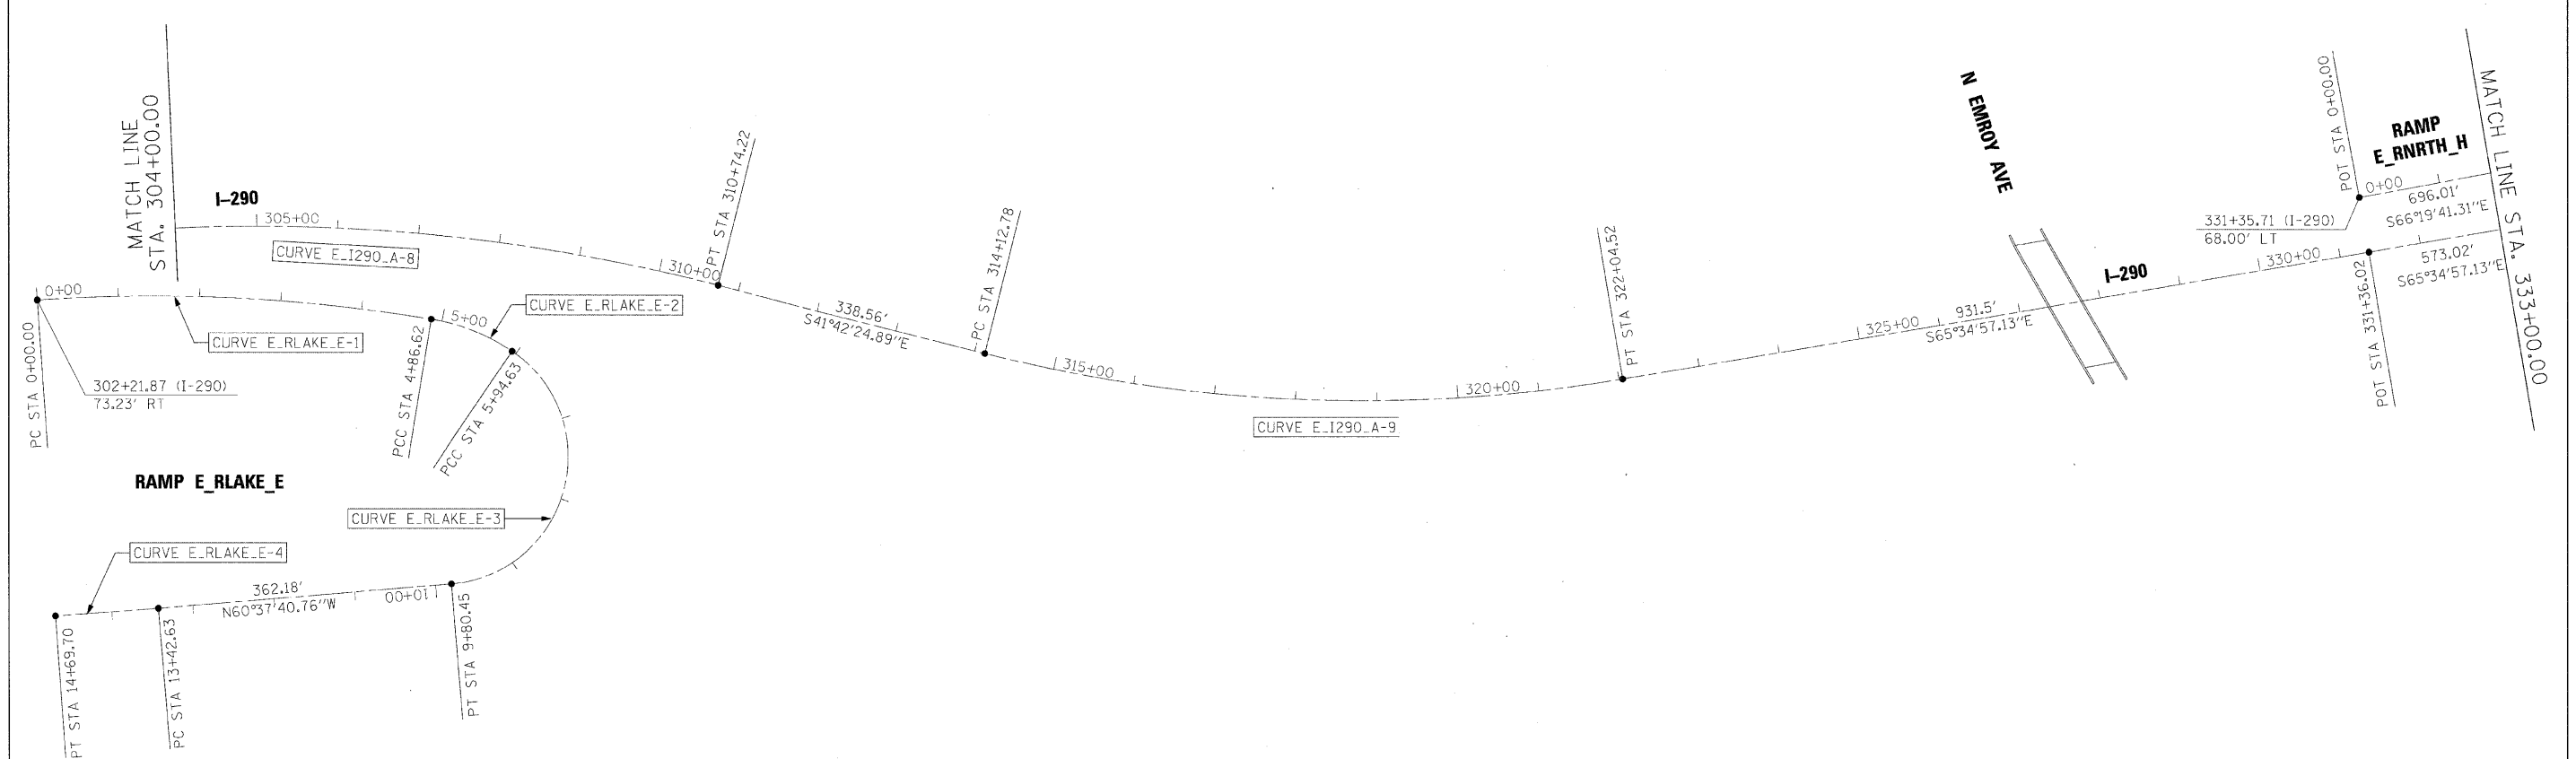 MATCH LINE
STA. 304+00.00
I-290
305+00
CURVE E_I290_A-8
310+00
PT STA 310+74.22
338.56'
S41°42'24.89"E
PC STA 314+12.78
315+00
CURVE E_I290_A-9
320+00
PT STA 322+04.52
325+00
931.5'
S65°34'57.13"E
N EMROY AVE
I-290
330+00
POT STA 331+36.02
573.02'
S65°34'57.13"E
331+35.71 (I-290)
68.00' LT
POT STA 0+00.00
0+00
RAMP
E_RNRTH_H
696.01'
S66°19'41.31"E
MATCH LINE STA. 333+00.00
0+00
PC STA 0+00.00
302+21.87 (I-290)
73.23' RT
CURVE E_RLAKE_E-1
PCC STA 4+86.62
5+00
CURVE E_RLAKE_E-2
PCC STA 5+94.63
RAMP E_RLAKE_E
CURVE E_RLAKE_E-3
CURVE E_RLAKE_E-4
362.18'
N60°37'40.76"W
10+00
PT STA 9+80.45
PC STA 13+42.63
PT STA 14+69.70